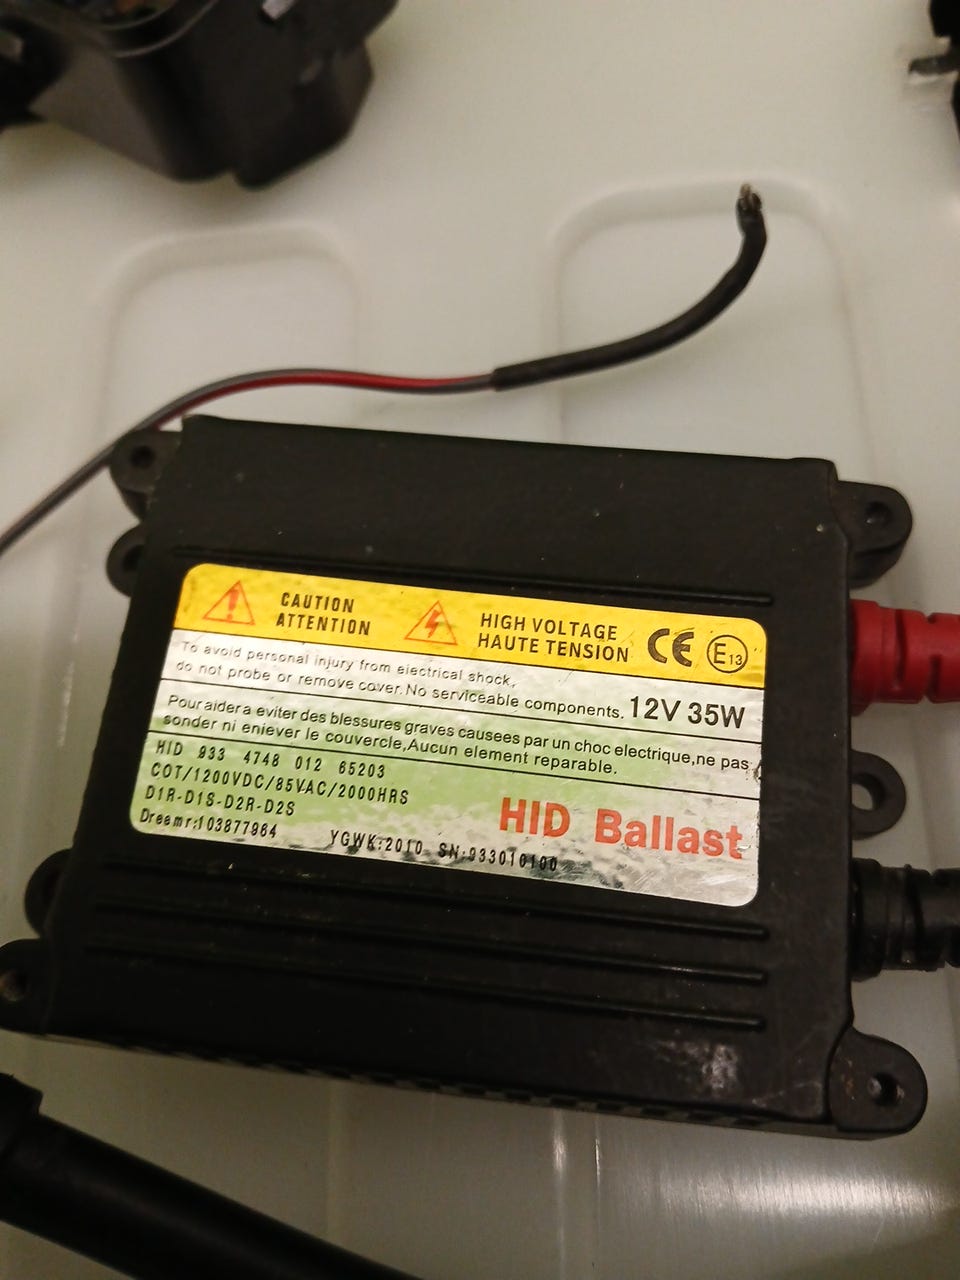 CAUTION
ATTENTION
HIGH VOLTAGE
HAUTE TENSION
CE
E13
To avoid personal injury from electrical shock,
do not probe or remove cover. No serviceable components.
12V 35W
Pour aider a eviter des blessures graves causees par un choc electrique,ne pas
sonder ni enlever le couvercle,Aucun element reparable.
HID 933 4748 012 65203
COT/1200VDC/85VAC/2000HRS
D1R-D1S-D2R-D2S
HID Ballast
Dreemr:103877964
YGWK:2010 SN:933010100